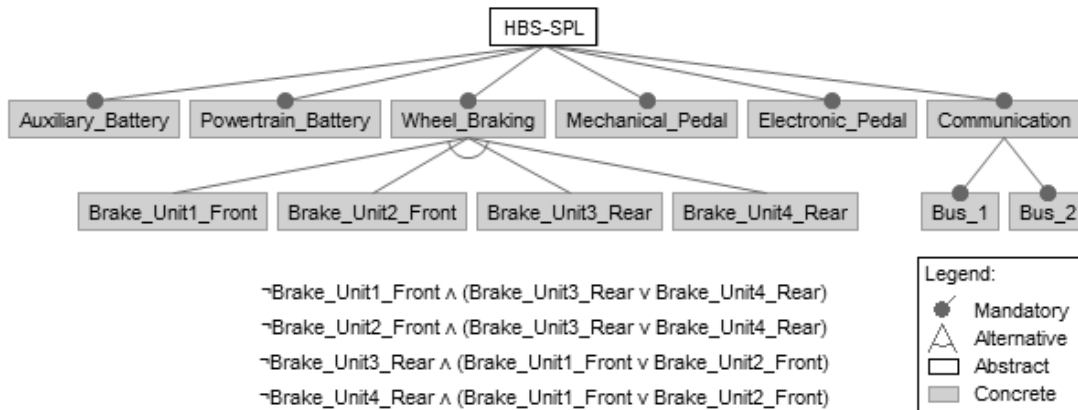 HBS-SPL
Auxiliary_Battery Powertrain_Battery Wheel_Braking Mechanical_Pedal Electronic_Pedal Communication
Brake_Unit1_Front Brake_Unit2_Front Brake_Unit3_Rear Brake_Unit4_Rear Bus_1 Bus_2
¬Brake_Unit1_Front ∧ (Brake_Unit3_Rear ∨ Brake_Unit4_Rear)
¬Brake_Unit2_Front ∧ (Brake_Unit3_Rear ∨ Brake_Unit4_Rear)
¬Brake_Unit3_Rear ∧ (Brake_Unit1_Front ∨ Brake_Unit2_Front)
¬Brake_Unit4_Rear ∧ (Brake_Unit1_Front ∨ Brake_Unit2_Front)
Legend:
Mandatory
Alternative
Abstract
Concrete